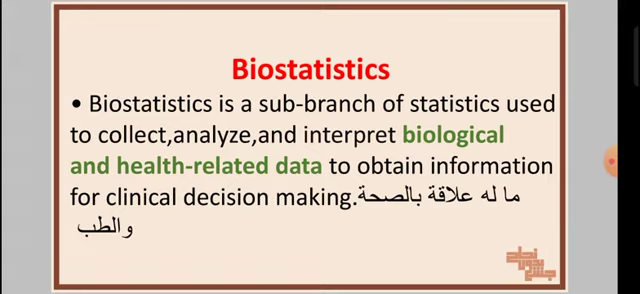 Biostatistics
• Biostatistics is a sub-branch of statistics used
to collect,analyze,and interpret biological
and health-related data to obtain information
for clinical decision making.ما له علاقة بالصحة
والطب